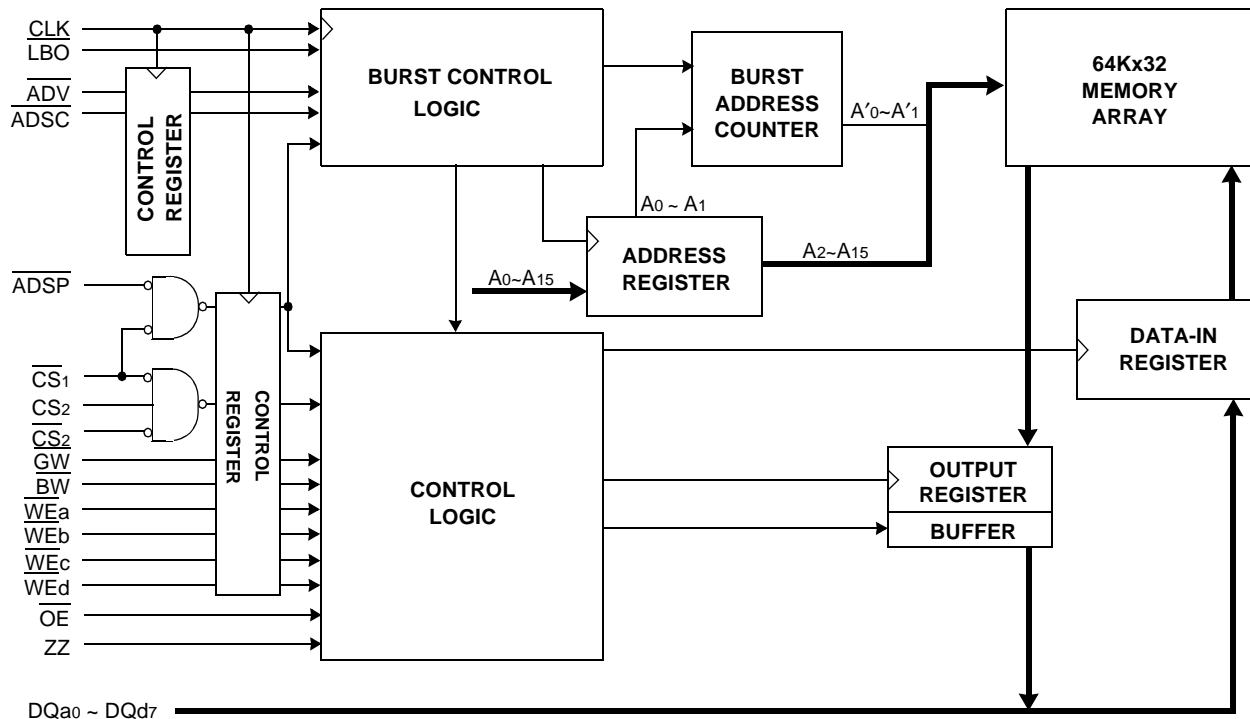 CLK
LBO
ADV
ADSC
CONTROL
REGISTER
BURST CONTROL
LOGIC
BURST
ADDRESS
COUNTER
A′0~A′1
64Kx32
MEMORY
ARRAY
A0 ~ A1
ADDRESS
REGISTER
A0~A15
A2~A15
ADSP
CS1
CS2
CS2
GW
BW
WEa
WEb
WEc
WEd
OE
ZZ
CONTROL
REGISTER
CONTROL
LOGIC
DATA-IN
REGISTER
OUTPUT
REGISTER
BUFFER
DQa0 ~ DQd7